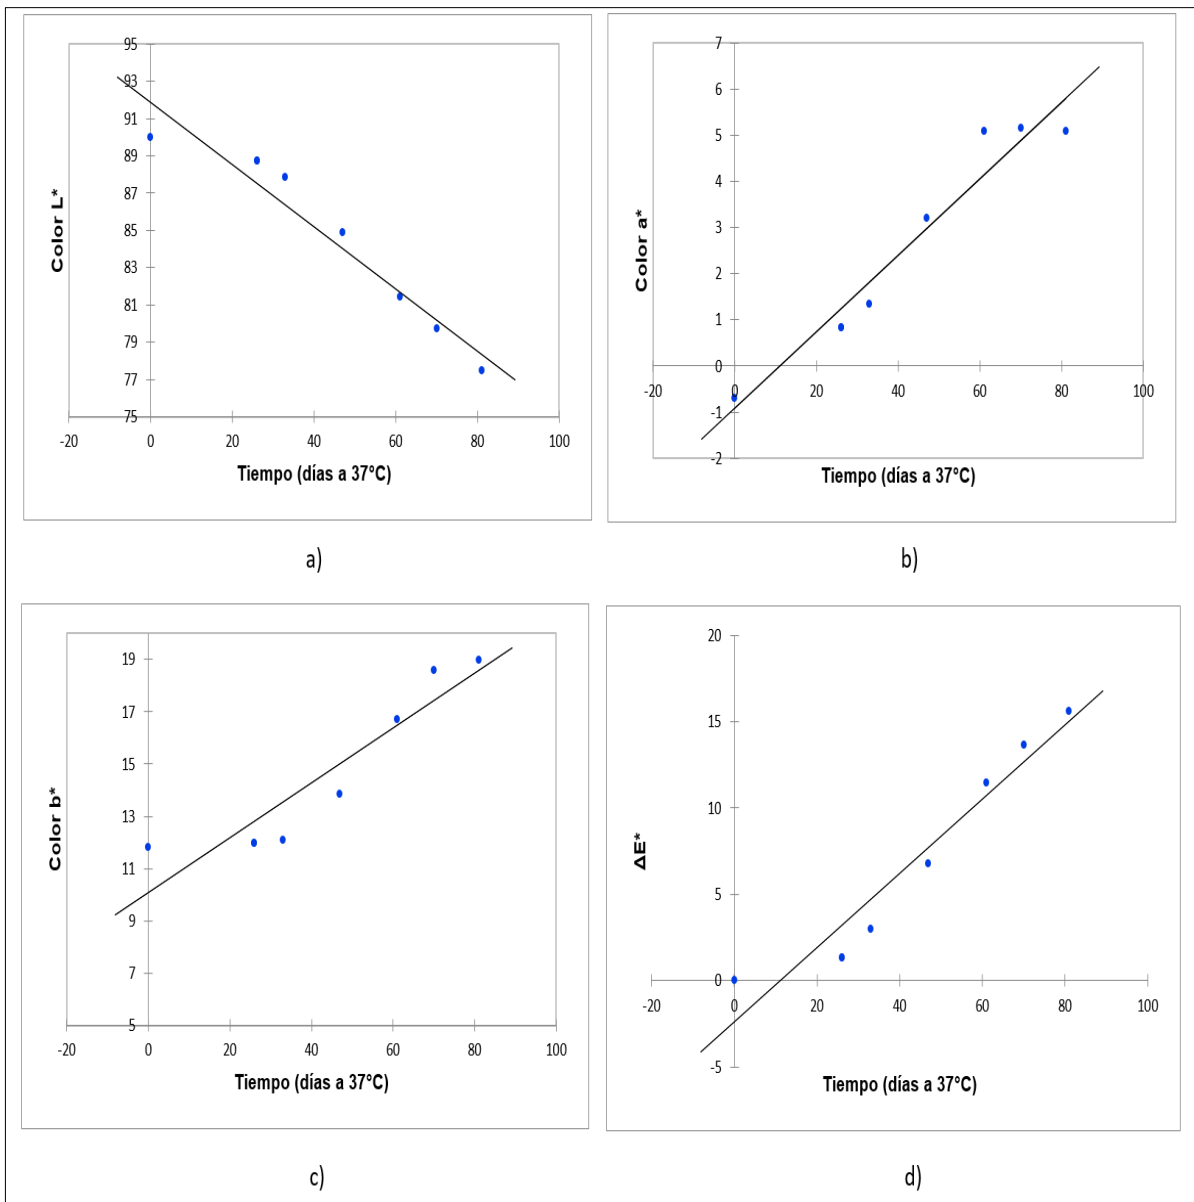 95
93
91
89
87
85
83
81
79
77
75
Color L*
-20 0 20 40 60 80 100
Tiempo (días a 37°C)
a)
7
6
5
4
3
2
1
0
-1
-2
Color a*
-20 0 20 40 60 80 100
Tiempo (días a 37°C)
b)
19
17
15
13
11
9
7
5
Color b*
-20 0 20 40 60 80 100
Tiempo (días a 37°C)
c)
20
15
10
5
0
-5
ΔE*
-20 0 20 40 60 80 100
Tiempo (días a 37°C)
d)